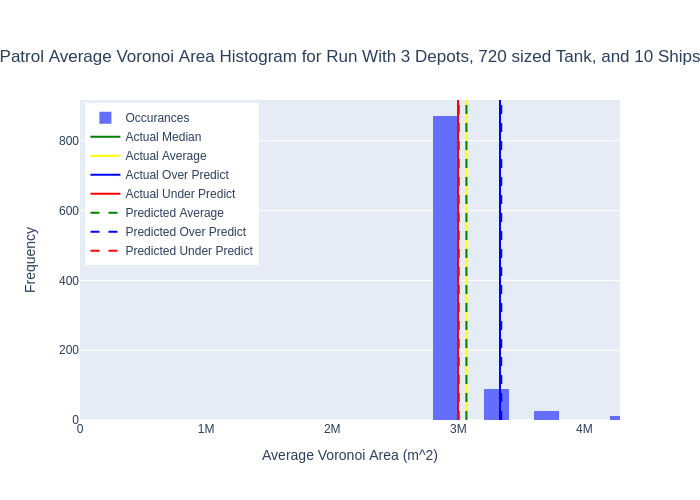 Patrol Average Voronoi Area Histogram for Run With 3 Depots, 720 sized Tank, and 10 Ships
Occurances
Actual Median
Actual Average
Actual Over Predict
Actual Under Predict
Predicted Average
Predicted Over Predict
Predicted Under Predict
Frequency
800
600
400
200
0
0 1M 2M 3M 4M
Average Voronoi Area (m^2)